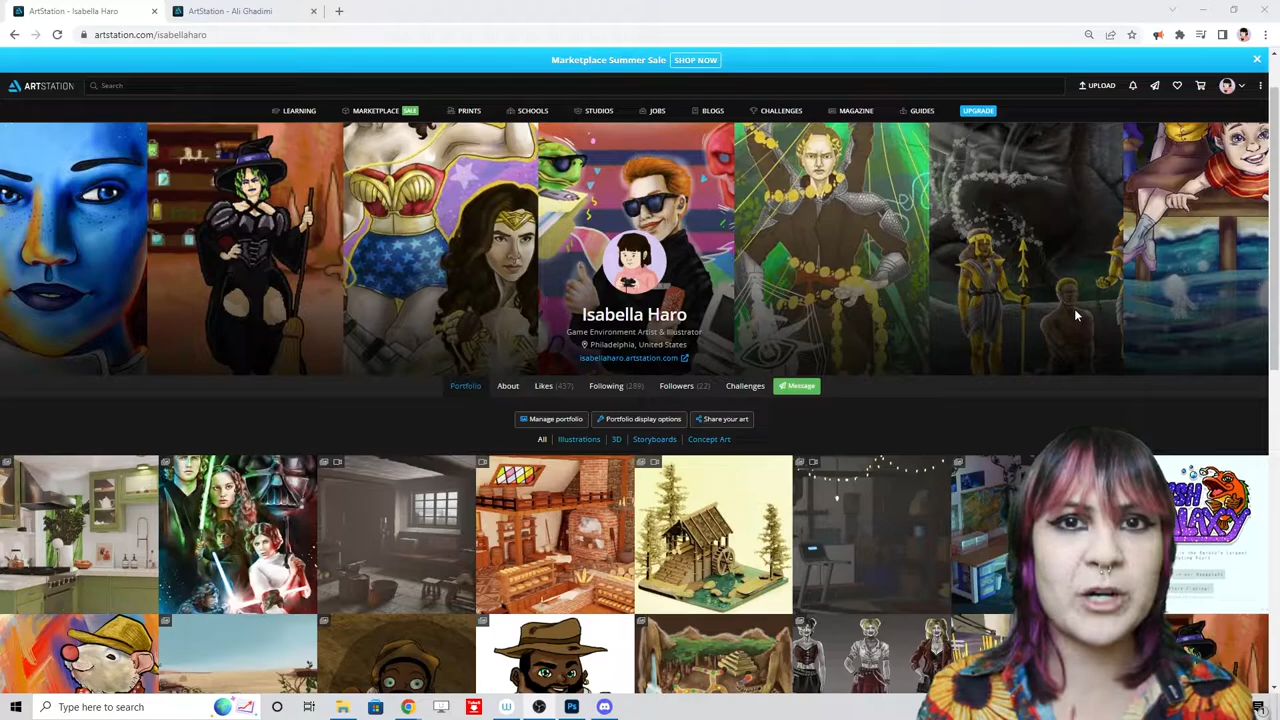 ArtStation - Isabella Haro
ArtStation - Ali Ghadimi
artstation.com/isabellaharo
Marketplace Summer Sale SHOP NOW
ARTSTATION
Search
UPLOAD
LEARNING MARKETPLACE SALE PRINTS SCHOOLS STUDIOS JOBS BLOGS CHALLENGES MAGAZINE GUIDES UPGRADE
Isabella Haro
Game Environment Artist & Illustrator
Philadelphia, United States
isabellaharo.artstation.com
Portfolio About Likes (437) Following (289) Followers (22) Challenges Message
Manage portfolio Portfolio display options Share your art
All Illustrations 3D Storyboards Concept Art
Type here to search
Ps